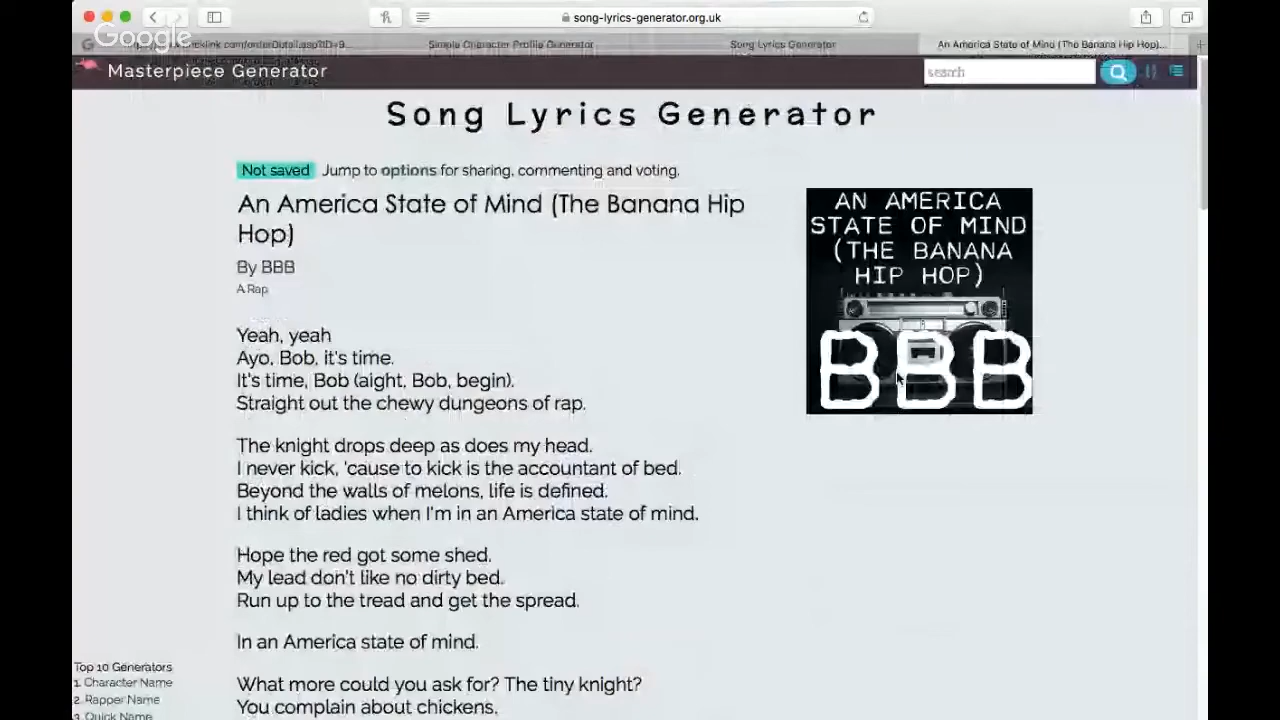 Google
song-lyrics-generator.org.uk
Simple Character Profile Generator
Song Lyrics Generator
An America State of Mind (The Banana Hip Hop)...
Masterpiece Generator
search
Song Lyrics Generator
Not saved Jump to options for sharing, commenting and voting.
An America State of Mind (The Banana Hip
Hop)
By BBB
A Rap
AN AMERICA
STATE OF MIND
(THE BANANA
HIP HOP)
BBB
Yeah, yeah
Ayo, Bob, it's time.
It's time, Bob (aight, Bob, begin).
Straight out the chewy dungeons of rap.
The knight drops deep as does my head.
I never kick, 'cause to kick is the accountant of bed.
Beyond the walls of melons, life is defined.
I think of ladies when I'm in an America state of mind.
Hope the red got some shed.
My lead don't like no dirty bed.
Run up to the tread and get the spread.
In an America state of mind.
What more could you ask for? The tiny knight?
You complain about chickens.
Top 10 Generators
1. Character Name
2. Rapper Name
3. Quick Name